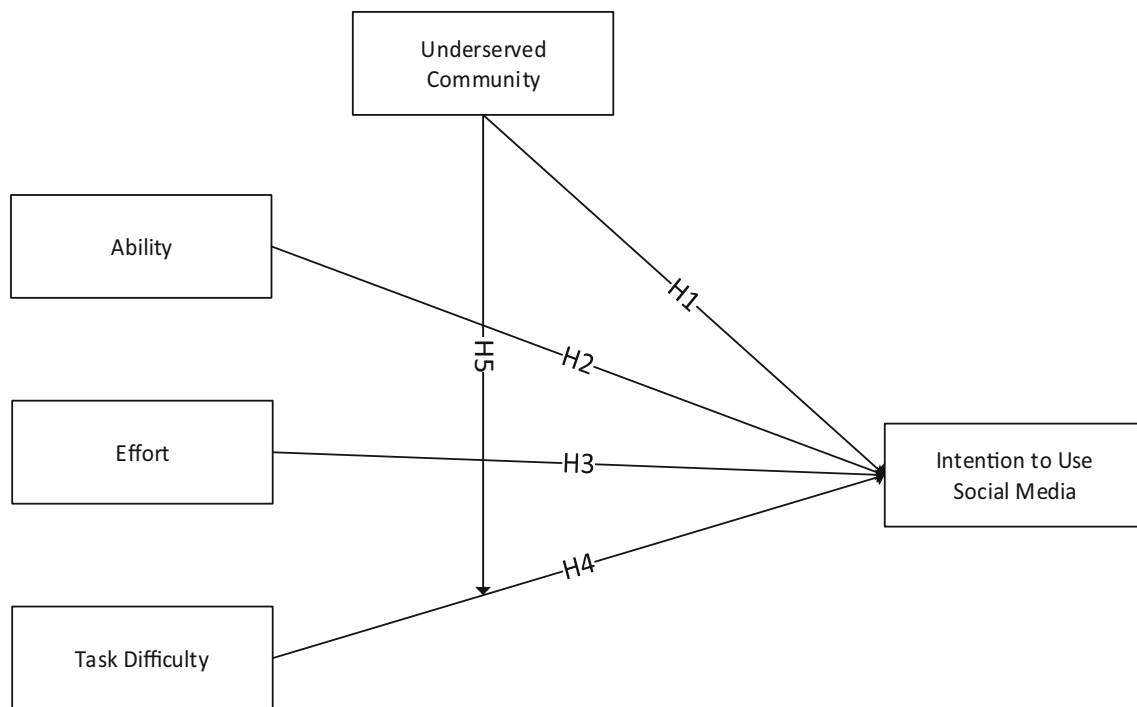 Underserved
Community
Ability
H1
H5
H2
Effort
H3
Intention to Use
Social Media
H4
Task Difficulty